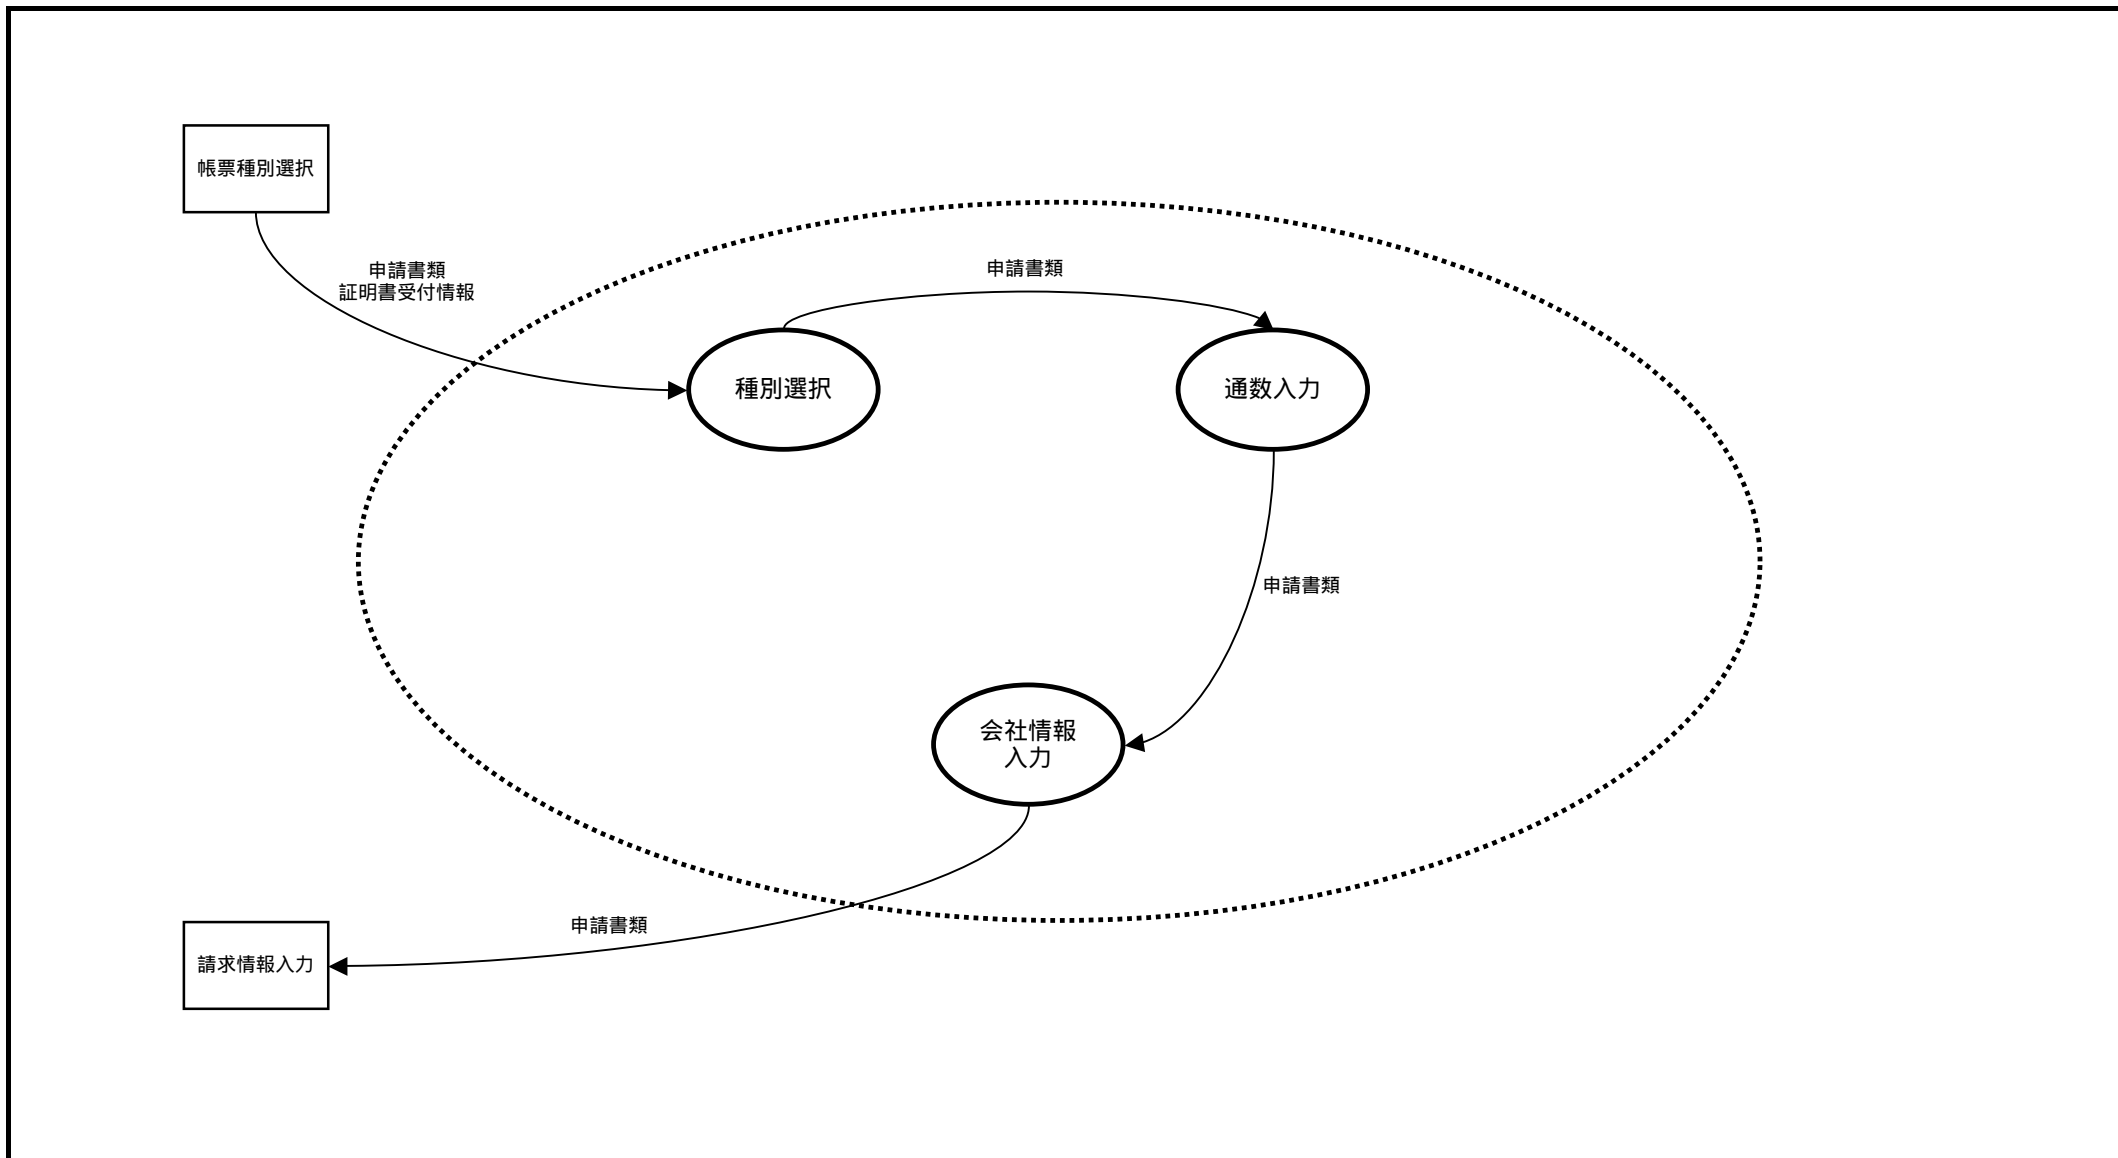 帳票種別選択
申請書類
証明書受付情報
申請書類
種別選択
通数入力
申請書類
会社情報
入力
申請書類
請求情報入力